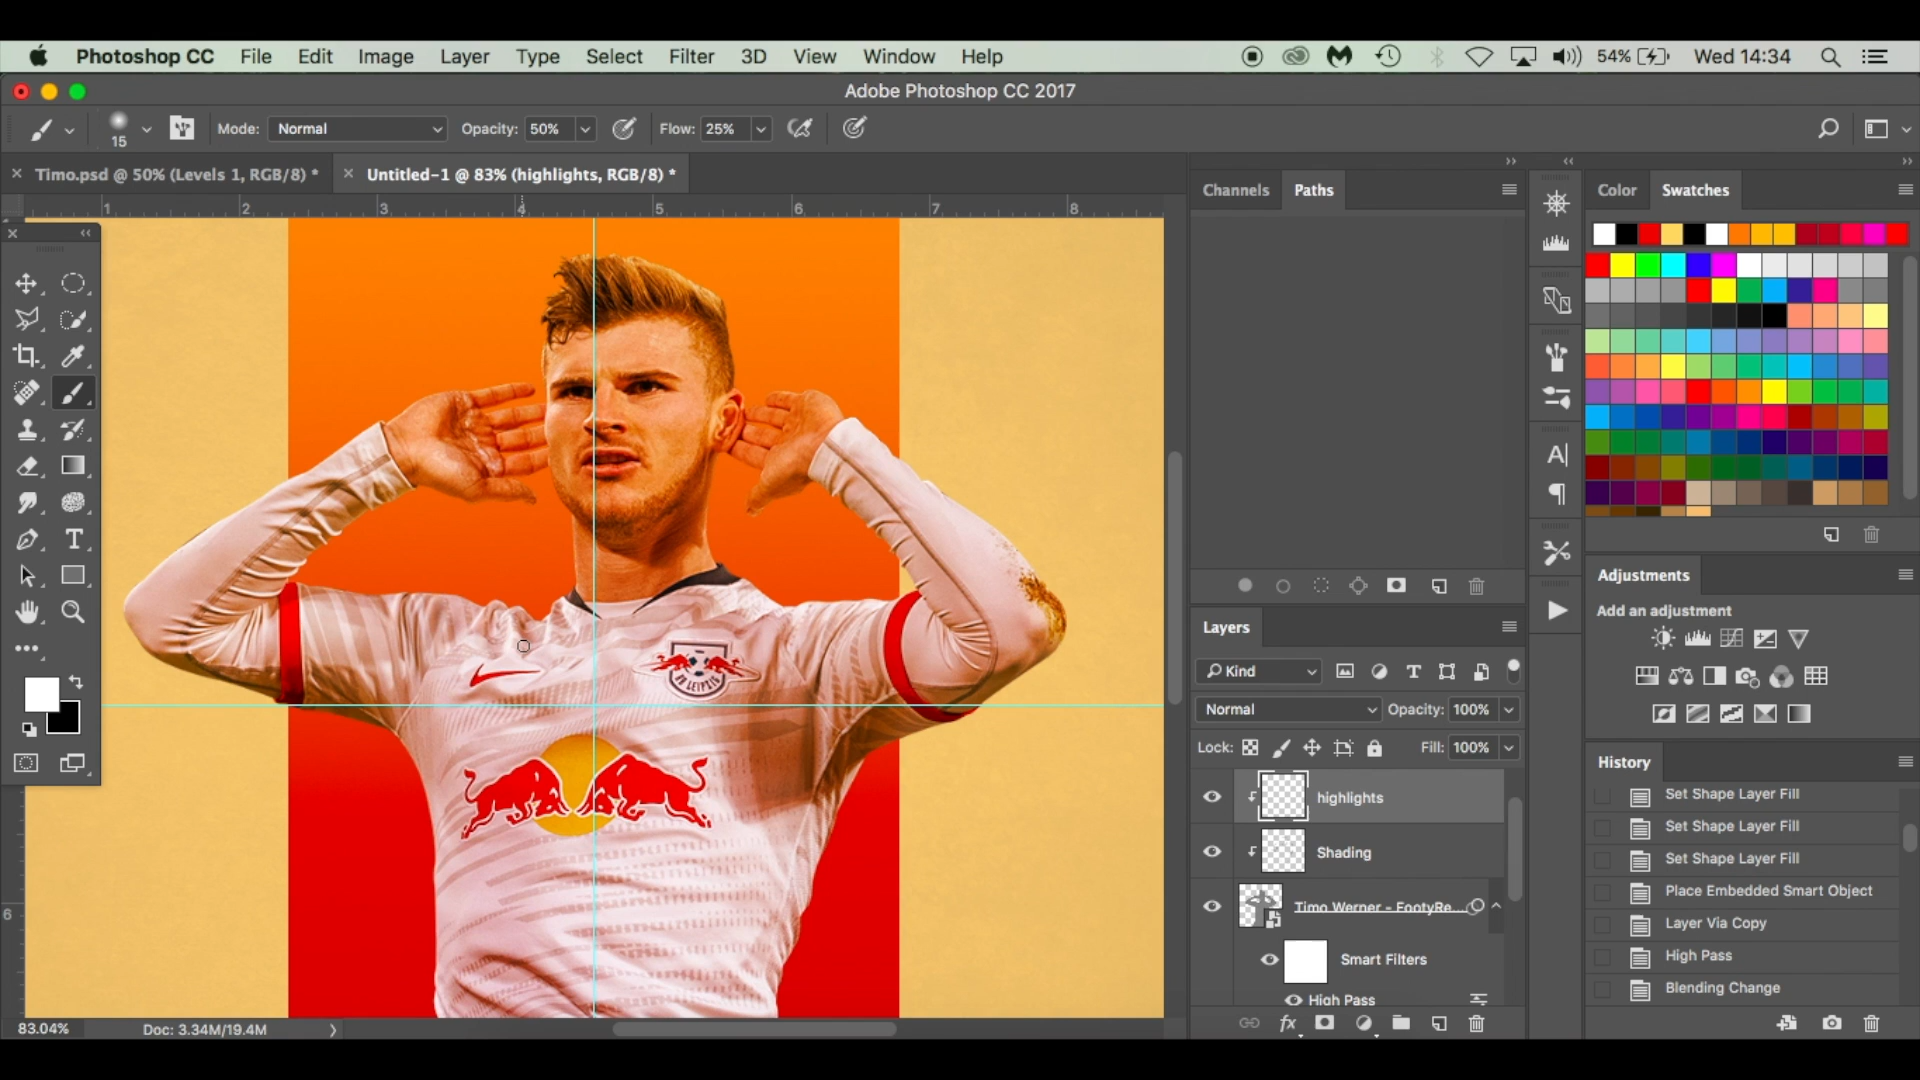 Photoshop CC File Edit Image Layer Type Select Filter 3D View Window Help 54% Wed 14:34
Adobe Photoshop CC 2017
15 Mode: Normal Opacity: 50% Flow: 25%
Timo.psd @ 50% (Levels 1, RGB/8) * Untitled-1 @ 83% (highlights, RGB/8) *
Channels Paths
Color Swatches
1 2 3 4 5 6 7 8
RB LEIPZIG
6
Adjustments
Add an adjustment
Layers
Kind
Normal Opacity: 100%
Lock: Fill: 100%
highlights
Shading
Timo Werner - FootyRe...
Smart Filters
High Pass
History
Set Shape Layer Fill
Set Shape Layer Fill
Set Shape Layer Fill
Place Embedded Smart Object
Layer Via Copy
High Pass
Blending Change
83.04% Doc: 3.34M/19.4M